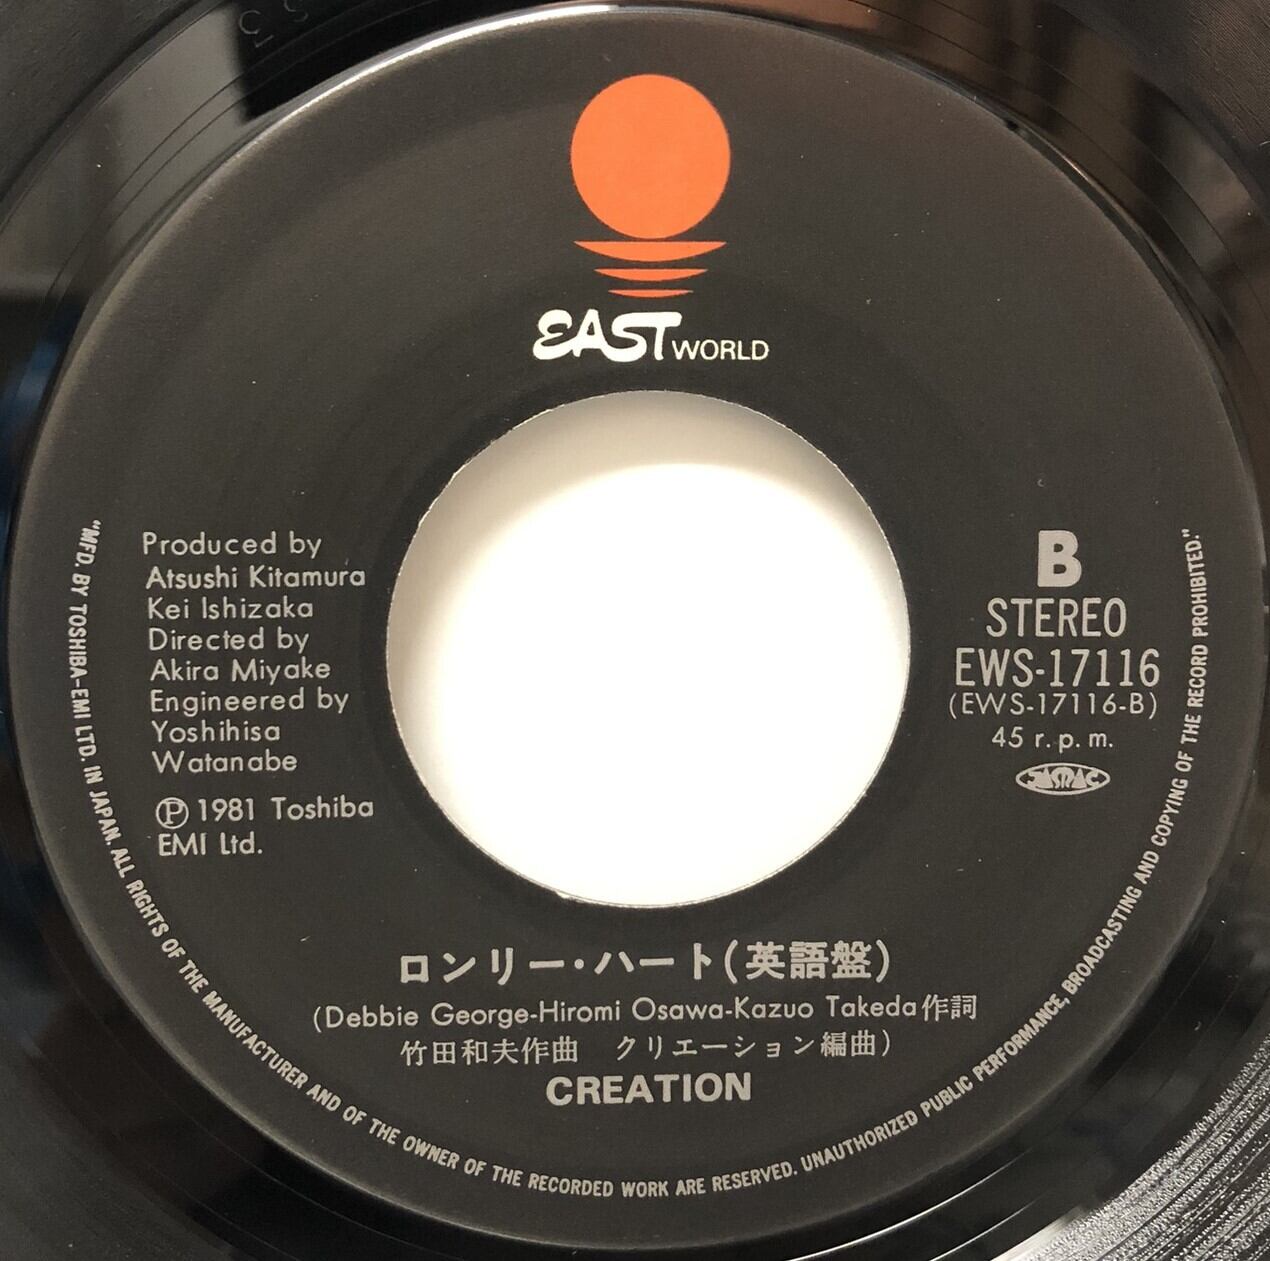 EAST WORLD
Produced by
Atsushi Kitamura
Kei Ishizaka
Directed by
Akira Miyake
Engineered by
Yoshihisa
Watanabe
Ⓟ 1981 Toshiba
EMI Ltd.
B
STEREO
EWS-17116
(EWS-17116-B)
45 r.p.m.
JASRAC
ロンリー・ハート(英語盤)
(Debbie George-Hiromi Osawa-Kazuo Takeda作詞
竹田和夫作曲 クリエーション編曲)
CREATION
"MFD. BY TOSHIBA-EMI LTD. IN JAPAN. ALL RIGHTS OF THE MANUFACTURER AND OF THE OWNER OF THE RECORDED WORK ARE RESERVED. UNAUTHORIZED PUBLIC PERFORMANCE, BROADCASTING AND COPYING OF THE RECORD PROHIBITED."